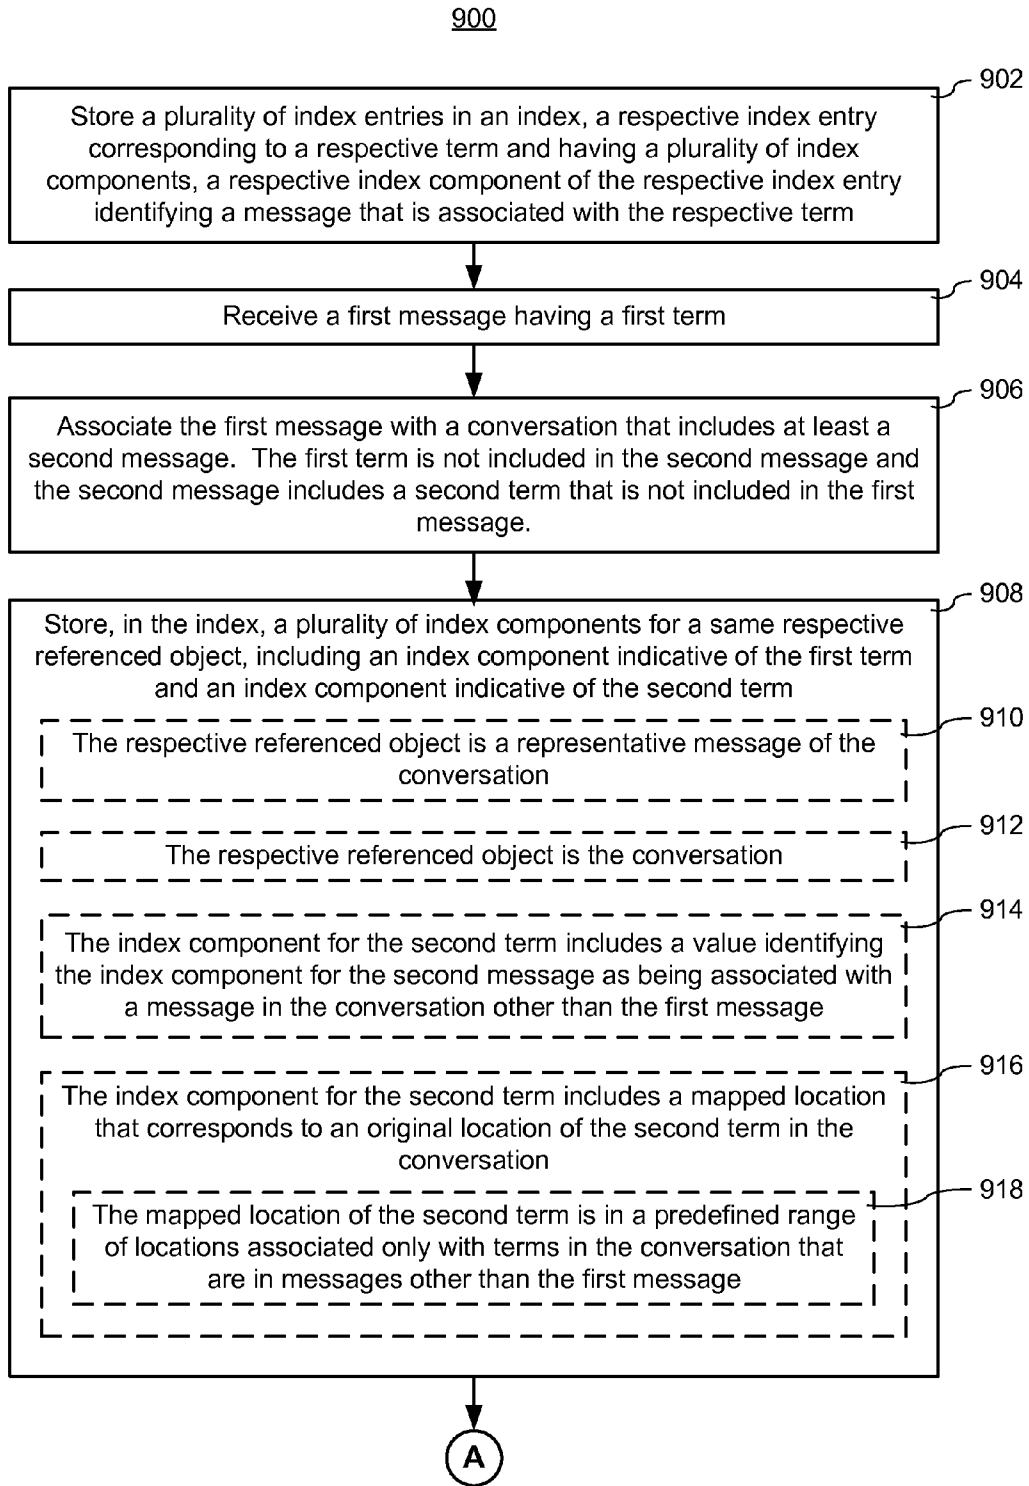 900
902
Store a plurality of index entries in an index, a respective index entry
corresponding to a respective term and having a plurality of index
components, a respective index component of the respective index entry
identifying a message that is associated with the respective term
904
Receive a first message having a first term
906
Associate the first message with a conversation that includes at least a
second message. The first term is not included in the second message and
the second message includes a second term that is not included in the first
message.
908
Store, in the index, a plurality of index components for a same respective
referenced object, including an index component indicative of the first term
and an index component indicative of the second term
910
The respective referenced object is a representative message of the
conversation
912
The respective referenced object is the conversation
914
The index component for the second term includes a value identifying
the index component for the second message as being associated with
a message in the conversation other than the first message
916
The index component for the second term includes a mapped location
that corresponds to an original location of the second term in the
conversation
918
The mapped location of the second term is in a predefined range
of locations associated only with terms in the conversation that
are in messages other than the first message
A